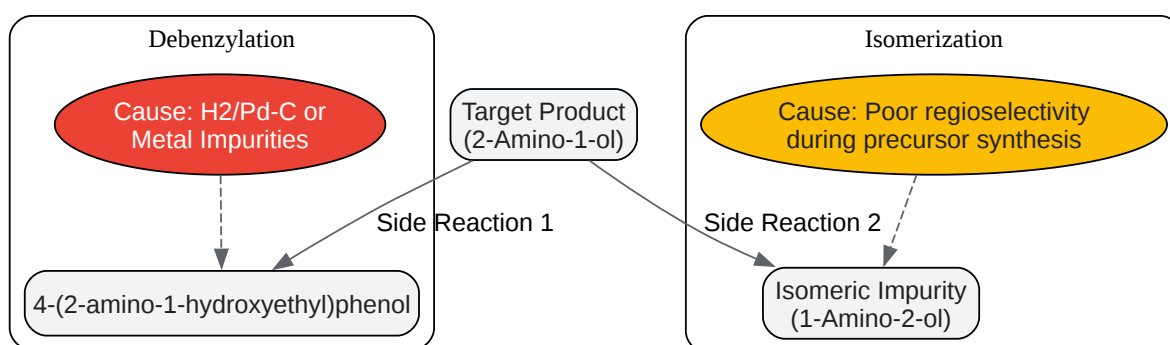 Debenzylation
Cause: H2/Pd-C or
Metal Impurities
Target Product
(2-Amino-1-ol)
Isomerization
Cause: Poor regioselectivity
during precursor synthesis
Side Reaction 1
Side Reaction 2
4-(2-amino-1-hydroxyethyl)phenol
Isomeric Impurity
(1-Amino-2-ol)